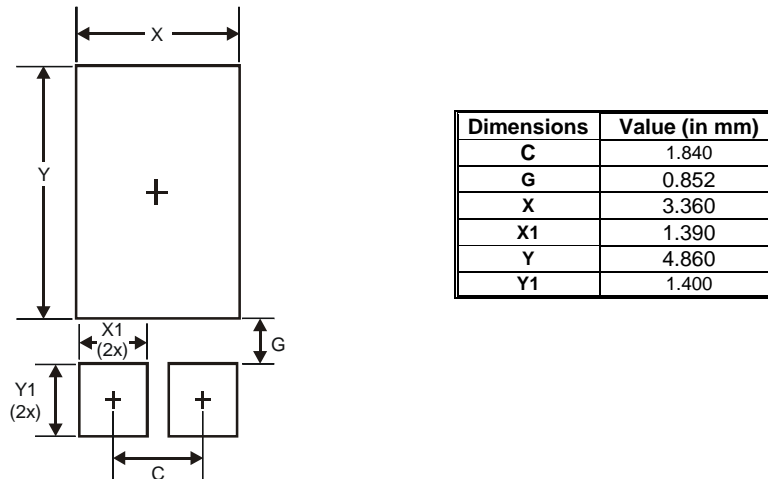 X
Y
X1
(2x)
G
Y1
(2x)
C
Dimensions Value (in mm)
C 1.840
G 0.852
X 3.360
X1 1.390
Y 4.860
Y1 1.400